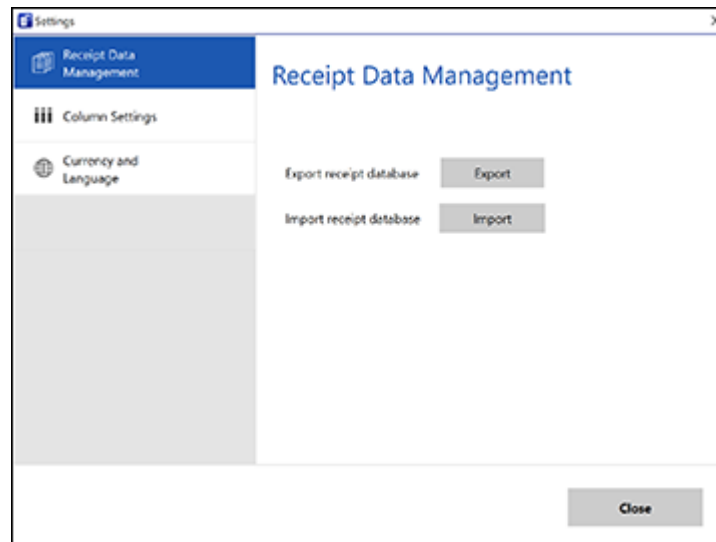 Settings
Receipt Data
Management
Column Settings
Currency and
Language
Receipt Data Management
Export receipt database Export
Import receipt database Import
Close